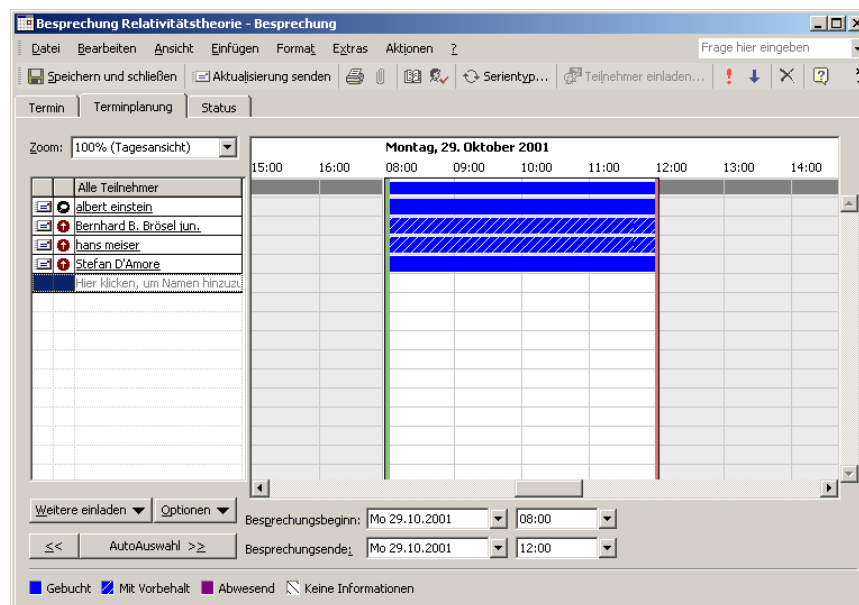 Besprechung Relativitätstheorie - Besprechung
Datei Bearbeiten Ansicht Einfügen Format Extras Aktionen ? Frage hier eingeben
Speichern und schließen Aktualisierung senden Serientyp... Teilnehmer einladen...
Termin Terminplanung Status
Zoom: 100% (Tagesansicht)
Montag, 29. Oktober 2001
15:00 16:00 08:00 09:00 10:00 11:00 12:00 13:00 14:00
Alle Teilnehmer
albert einstein
Bernhard B. Brösel jun.
hans meiser
Stefan D'Amore
Hier klicken, um Namen hinzuzu
Weitere einladen Optionen
Besprechungsbeginn: Mo 29.10.2001 08:00
<< AutoAuswahl >>
Besprechungsende: Mo 29.10.2001 12:00
Gebucht Mit Vorbehalt Abwesend Keine Informationen